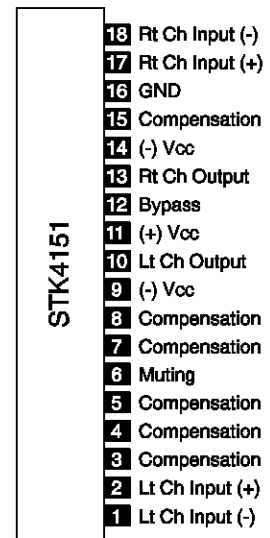 18 Rt Ch Input (-)
17 Rt Ch Input (+)
16 GND
15 Compensation
14 (-) Vcc
13 Rt Ch Output
12 Bypass
11 (+) Vcc
10 Lt Ch Output
9 (-) Vcc
8 Compensation
7 Compensation
6 Muting
5 Compensation
4 Compensation
3 Compensation
2 Lt Ch Input (+)
1 Lt Ch Input (-)
STK4151